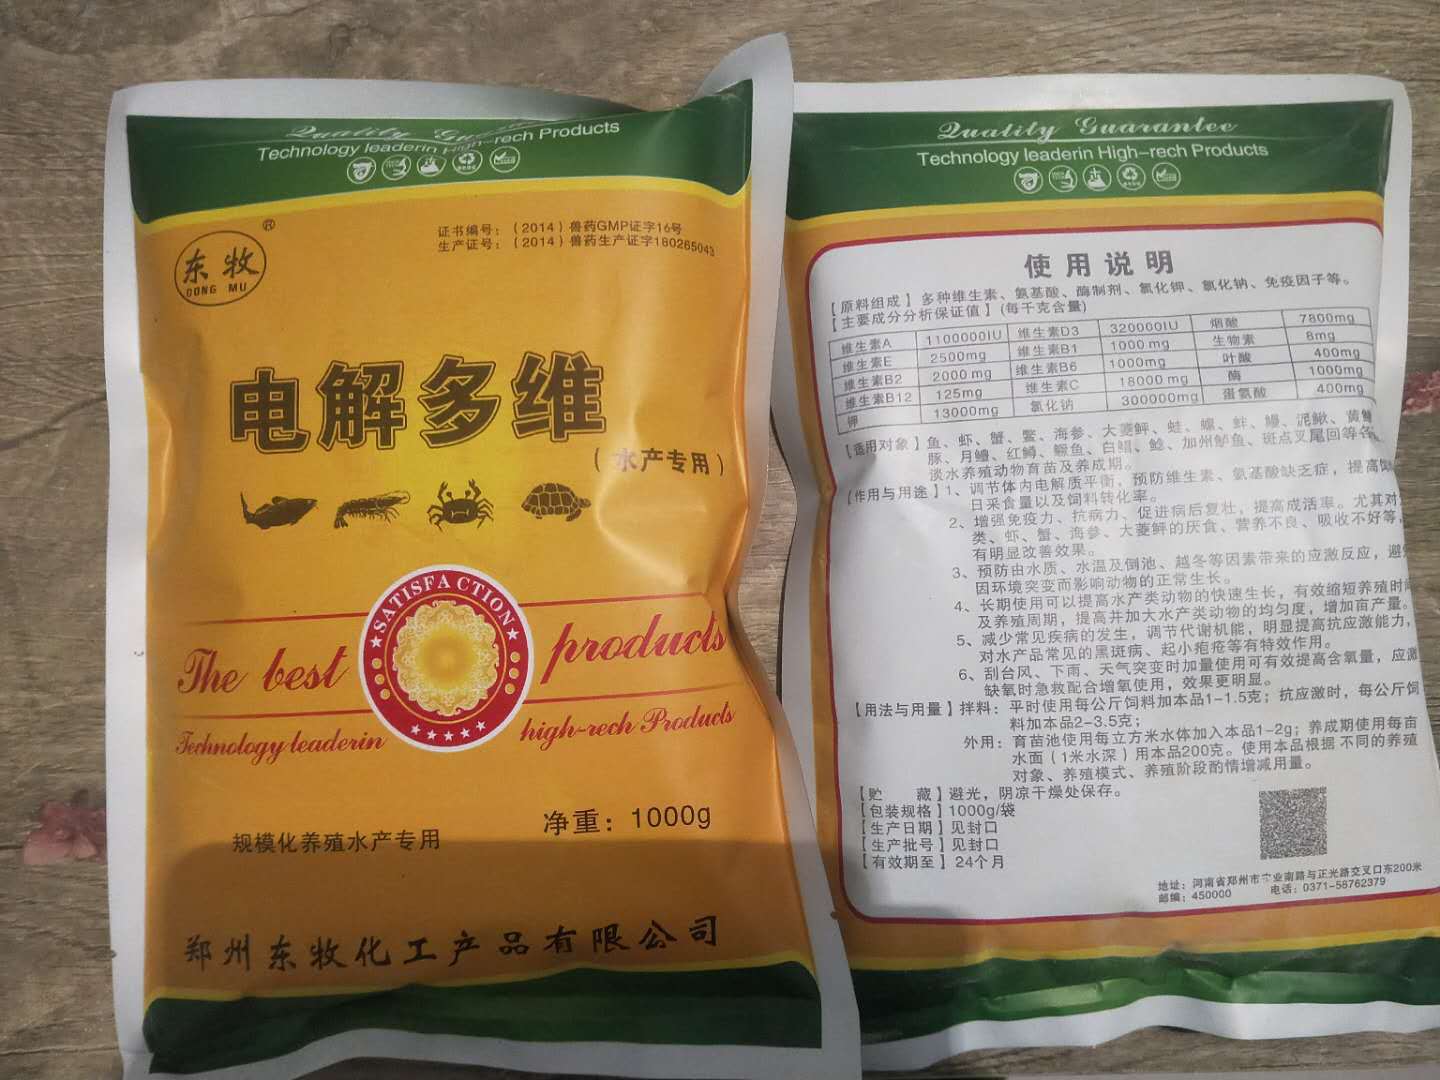 Quality Guarantee
Technology leaderin High-rech Products
东牧®
DONG MU
证书编号：（2014）兽药GMP证字16号
生产证号：（2014）兽药生产证字180265043
电解多维
（水产专用）
SATISFACTION
The best products
Technology leaderin high-rech Products
净重：1000g
规模化养殖水产专用
郑州东牧化工产品有限公司
Quality Guarantee
Technology leaderin High-rech Products
使用说明
【原料组成】多种维生素、氨基酸、酶制剂、氯化钾、氯化钠、免疫因子等。
【主要成分分析保证值】(每千克含量)
维生素A 1100000IU 维生素D3 320000IU 烟酸 7800mg
维生素E 2500mg 维生素B1 1000mg 生物素 8mg
维生素B2 2000mg 维生素B6 1000mg 叶酸 400mg
维生素B12 125mg 维生素C 18000mg 酶 1000mg
钾 13000mg 氯化钠 300000mg 蛋氨酸 400mg
【适用对象】鱼、虾、蟹、鳖、海参、大菱鲆、蛙、螺、蚌、鳗、泥鳅、黄鳝
豚、月鳢、红鳟、鳜鱼、白鲳、鲶、加州鲈鱼、斑点叉尾回等各
淡水养殖动物育苗及养成期。
【作用与用途】1、调节体内电解质平衡，预防维生素、氨基酸缺乏症，提高饲
日采食量以及饲料转化率。
2、增强免疫力、抗病力、促进病后复壮，提高成活率。尤其对
类、虾、蟹、海参、大菱鲆的厌食、营养不良、吸收不好等，
有明显改善效果。
3、预防由水质、水温及倒池、越冬等因素带来的应激反应，避免
因环境突变而影响动物的正常生长。
4、长期使用可以提高水产类动物的快速生长，有效缩短养殖时间
及养殖周期，提高并加大水产类动物的均匀度，增加亩产量。
5、减少常见疾病的发生，调节代谢机能，明显提高抗应激能力，
对水产品常见的黑斑病、起小疱疮等有特效作用。
6、刮台风、下雨、天气突变时加量使用可有效提高含氧量，应激
缺氧时急救配合增氧使用，效果更明显。
【用法与用量】拌料：平时使用每公斤饲料加本品1-1.5克；抗应激时，每公斤饲
料加本品2-3.5克；
外用：育苗池使用每立方米水体加入本品1-2g；养成期使用每亩
水面（1米水深）用本品200克。使用本品根据不同的养殖
对象、养殖模式、养殖阶段酌情增减用量。
【贮 藏】避光，阴凉干燥处保存。
【包装规格】1000g/袋
【生产日期】见封口
【生产批号】见封口
【有效期至】24个月
地址：河南省郑州市 业南路与正光路交叉口东200米
邮编：450000 电话：0371-58762379